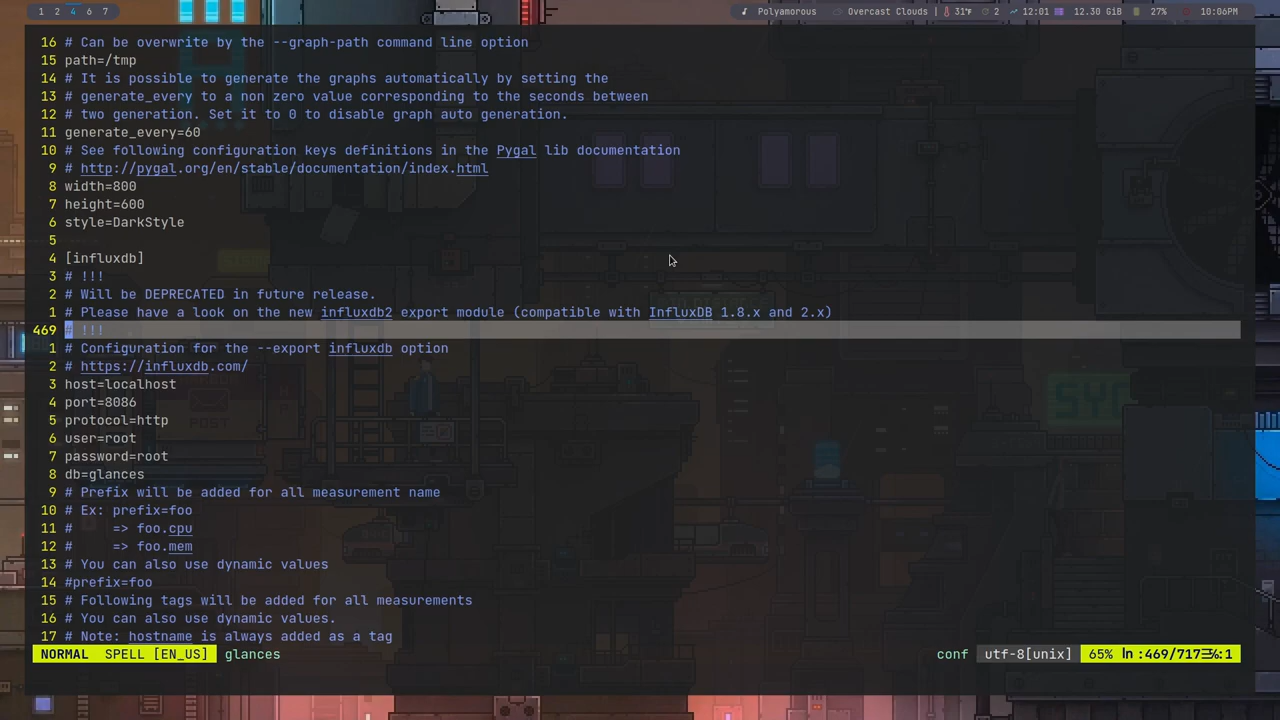 1 2 4 6 7
Polyamorous Overcast Clouds | 31°F 2 12:01 12.30 GiB 27% 10:06PM
16 # Can be overwrite by the --graph-path command line option
15 path=/tmp
14 # It is possible to generate the graphs automatically by setting the
13 # generate_every to a non zero value corresponding to the seconds between
12 # two generation. Set it to 0 to disable graph auto generation.
11 generate_every=60
10 # See following configuration keys definitions in the Pygal lib documentation
9 # http://pygal.org/en/stable/documentation/index.html
8 width=800
7 height=600
6 style=DarkStyle
5
4 [influxdb]
3 # !!!
2 # Will be DEPRECATED in future release.
1 # Please have a look on the new influxdb2 export module (compatible with InfluxDB 1.8.x and 2.x)
469 # !!!
1 # Configuration for the --export influxdb option
2 # https://influxdb.com/
3 host=localhost
4 port=8086
5 protocol=http
6 user=root
7 password=root
8 db=glances
9 # Prefix will be added for all measurement name
10 # Ex: prefix=foo
11 #     => foo.cpu
12 #     => foo.mem
13 # You can also use dynamic values
14 #prefix=foo
15 # Following tags will be added for all measurements
16 # You can also use dynamic values.
17 # Note: hostname is always added as a tag
NORMAL SPELL [EN_US] glances conf utf-8[unix] 65% ln :469/717 :1
POST